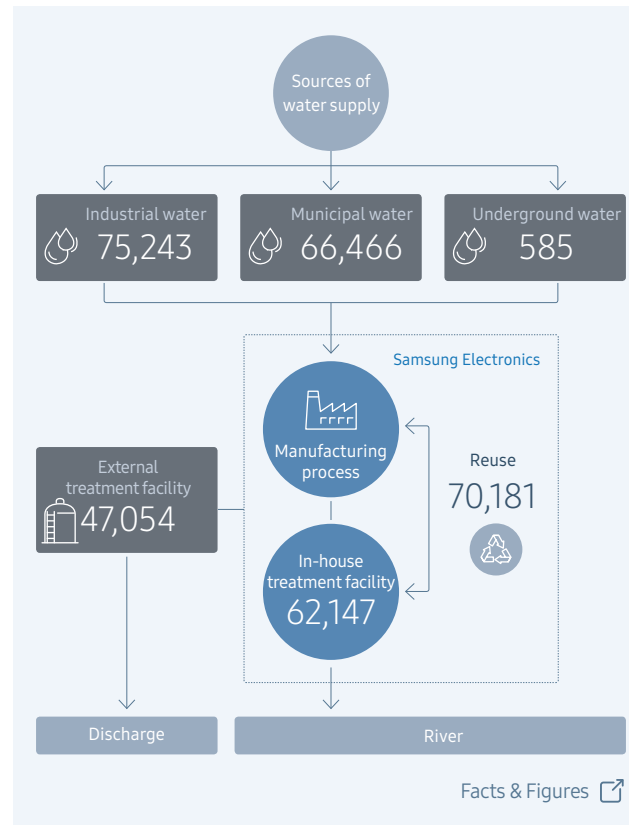 Sources of
water supply
Industrial water
75,243
Municipal water
66,466
Underground water
585
Samsung Electronics
Manufacturing
process
Reuse
70,181
External
treatment facility
47,054
In-house
treatment facility
62,147
Discharge
River
Facts & Figures